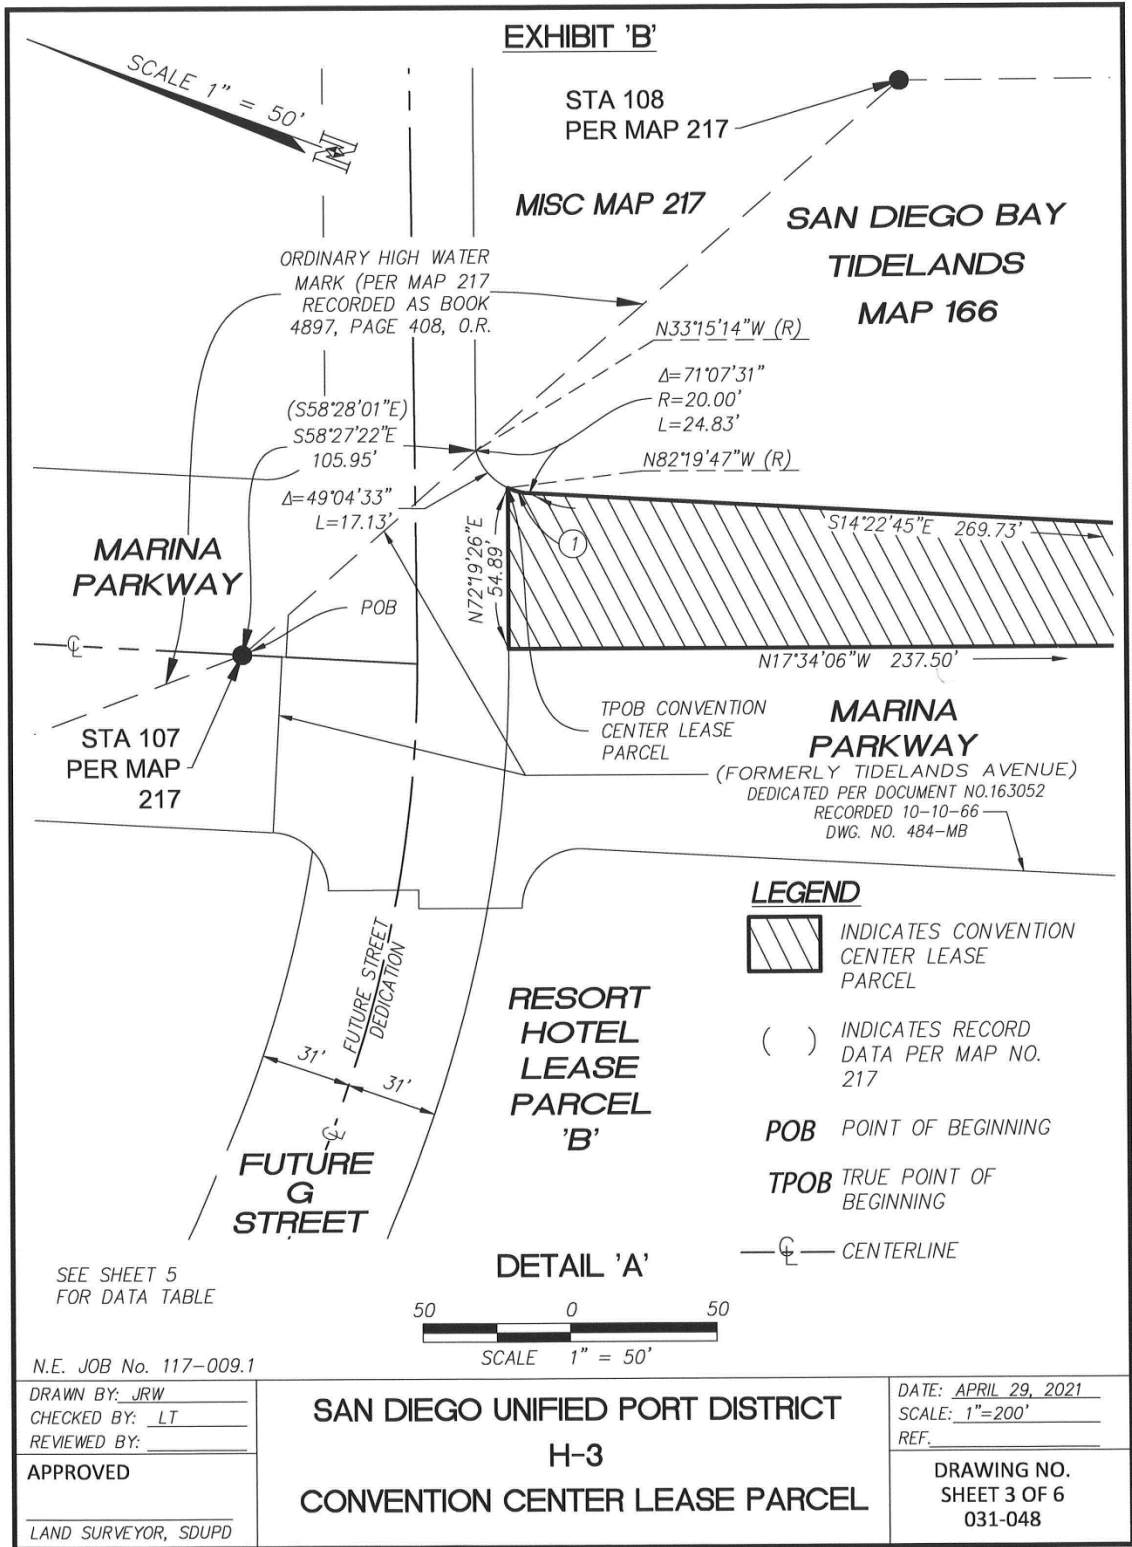 EXHIBIT 'B'
SCALE 1" = 50'
N
STA 108
PER MAP 217
MISC MAP 217
SAN DIEGO BAY
TIDELANDS
MAP 166
ORDINARY HIGH WATER
MARK (PER MAP 217
RECORDED AS BOOK
4897, PAGE 408, O.R.
N33°15'14"W (R)
Δ=71°07'31"
R=20.00'
L=24.83'
(S58°28'01"E)
S58°27'22"E
105.95'
N82°19'47"W (R)
Δ=49°04'33"
L=17.13'
S14°22'45"E 269.73'
1
N72°19'26"E
54.89'
MARINA
PARKWAY
POB
℄
N17°34'06"W 237.50'
STA 107
PER MAP
217
TPOB CONVENTION
CENTER LEASE
PARCEL
MARINA
PARKWAY
(FORMERLY TIDELANDS AVENUE)
DEDICATED PER DOCUMENT NO.163052
RECORDED 10-10-66
DWG. NO. 484-MB
LEGEND
INDICATES CONVENTION
CENTER LEASE
PARCEL
( ) INDICATES RECORD
DATA PER MAP NO.
217
POB POINT OF BEGINNING
TPOB TRUE POINT OF
BEGINNING
℄ CENTERLINE
FUTURE STREET
DEDICATION
31'
31'
℄
FUTURE
G
STREET
RESORT
HOTEL
LEASE
PARCEL
'B'
SEE SHEET 5
FOR DATA TABLE
DETAIL 'A'
50 0 50
SCALE 1" = 50'
N.E. JOB No. 117-009.1
DRAWN BY: JRW
CHECKED BY: LT
REVIEWED BY:
APPROVED
LAND SURVEYOR, SDUPD
SAN DIEGO UNIFIED PORT DISTRICT
H-3
CONVENTION CENTER LEASE PARCEL
DATE: APRIL 29, 2021
SCALE: 1"=200'
REF.
DRAWING NO.
SHEET 3 OF 6
031-048